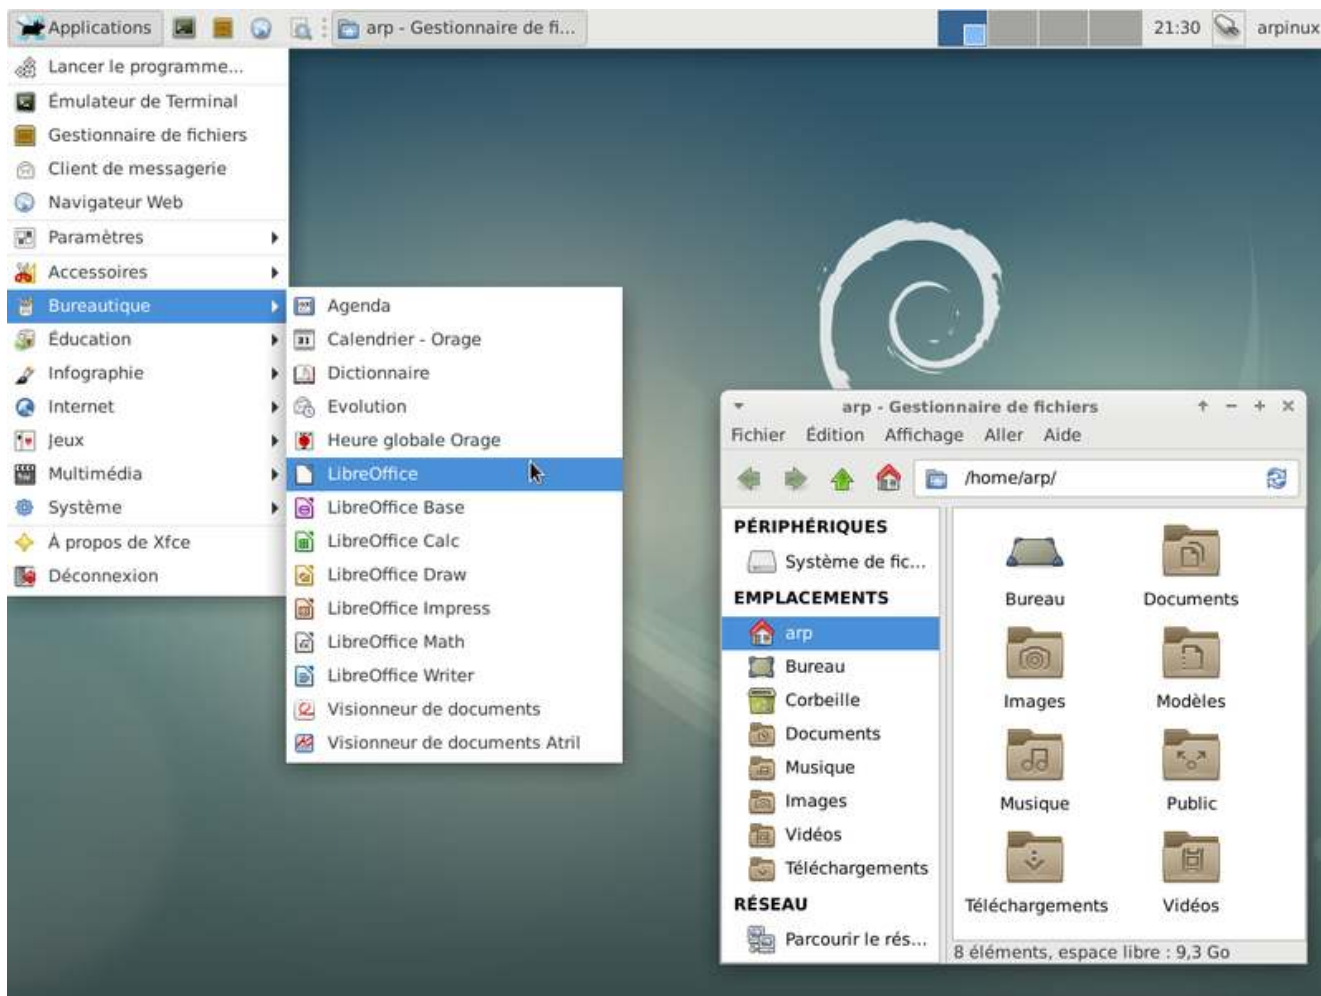 Applications
arp - Gestionnaire de fi...
21:30
arpinux
Lancer le programme...
Émulateur de Terminal
Gestionnaire de fichiers
Client de messagerie
Navigateur Web
Paramètres
Accessoires
Bureautique
Éducation
Infographie
Internet
Jeux
Multimédia
Système
À propos de Xfce
Déconnexion
Agenda
Calendrier - Orage
Dictionnaire
Evolution
Heure globale Orage
LibreOffice
LibreOffice Base
LibreOffice Calc
LibreOffice Draw
LibreOffice Impress
LibreOffice Math
LibreOffice Writer
Visionneur de documents
Visionneur de documents Atril
arp - Gestionnaire de fichiers
Fichier Édition Affichage Aller Aide
/home/arp/
PÉRIPHÉRIQUES
Système de fic...
EMPLACEMENTS
arp
Bureau
Corbeille
Documents
Musique
Images
Vidéos
Téléchargements
RÉSEAU
Parcourir le rés...
Bureau Documents
Images Modèles
Musique Public
Téléchargements Vidéos
8 éléments, espace libre : 9,3 Go